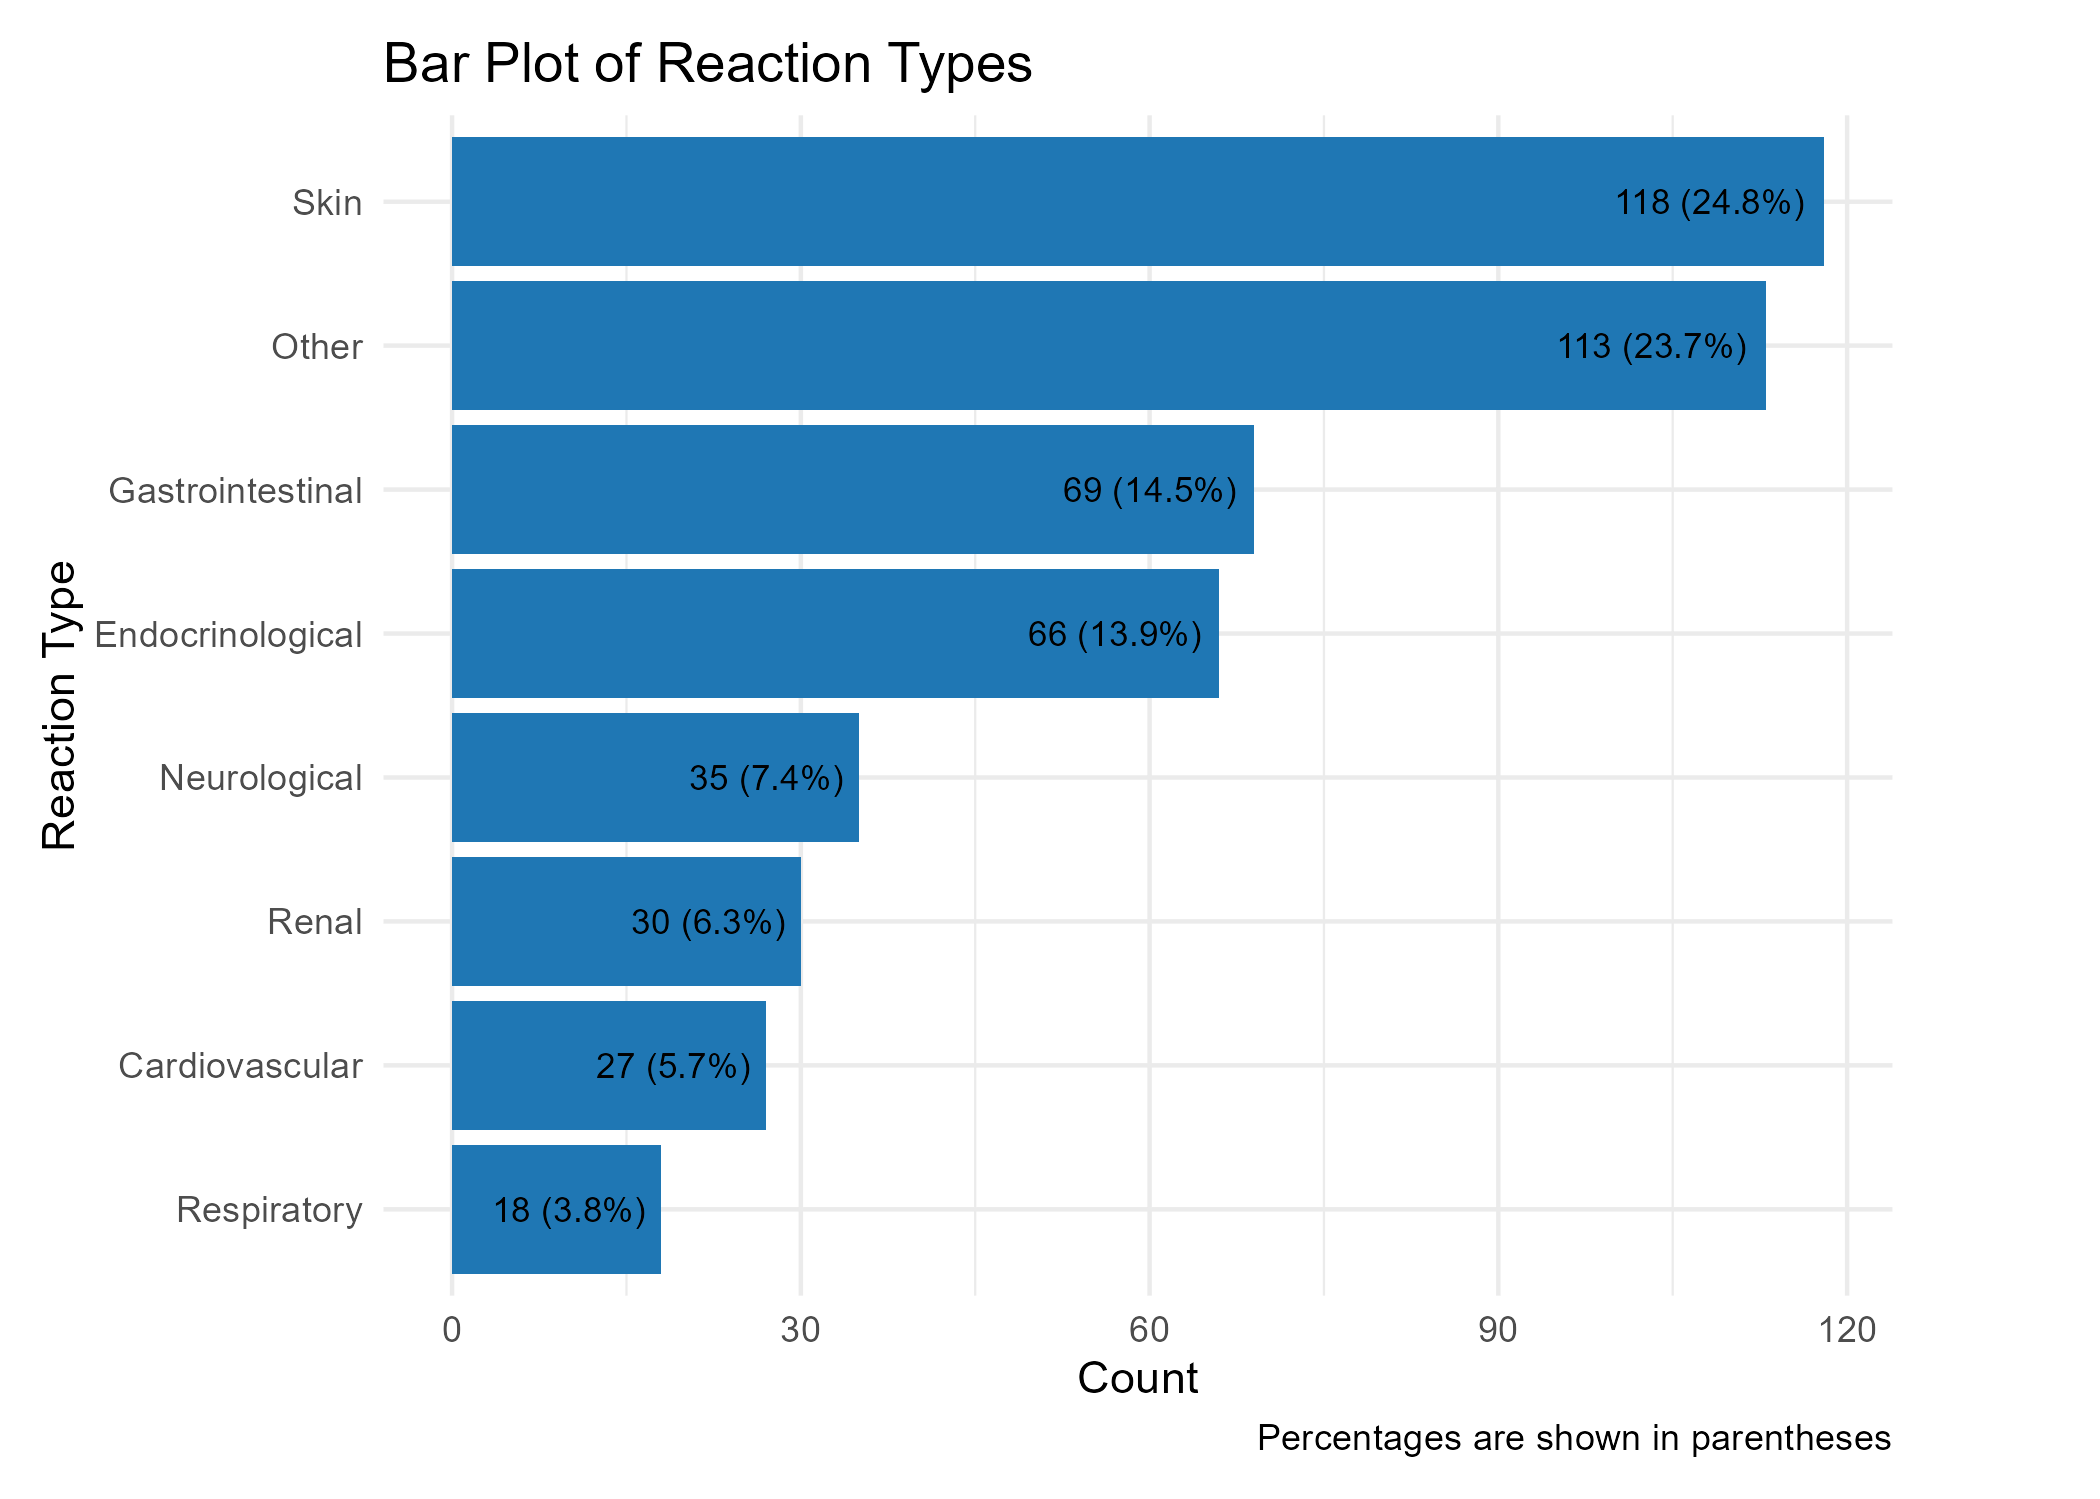 Bar Plot of Reaction Types
Reaction Type
Skin
118 (24.8%)
Other
113 (23.7%)
Gastrointestinal
69 (14.5%)
Endocrinological
66 (13.9%)
Neurological
35 (7.4%)
Renal
30 (6.3%)
Cardiovascular
27 (5.7%)
Respiratory
18 (3.8%)
0 30 60 90 120
Count
Percentages are shown in parentheses